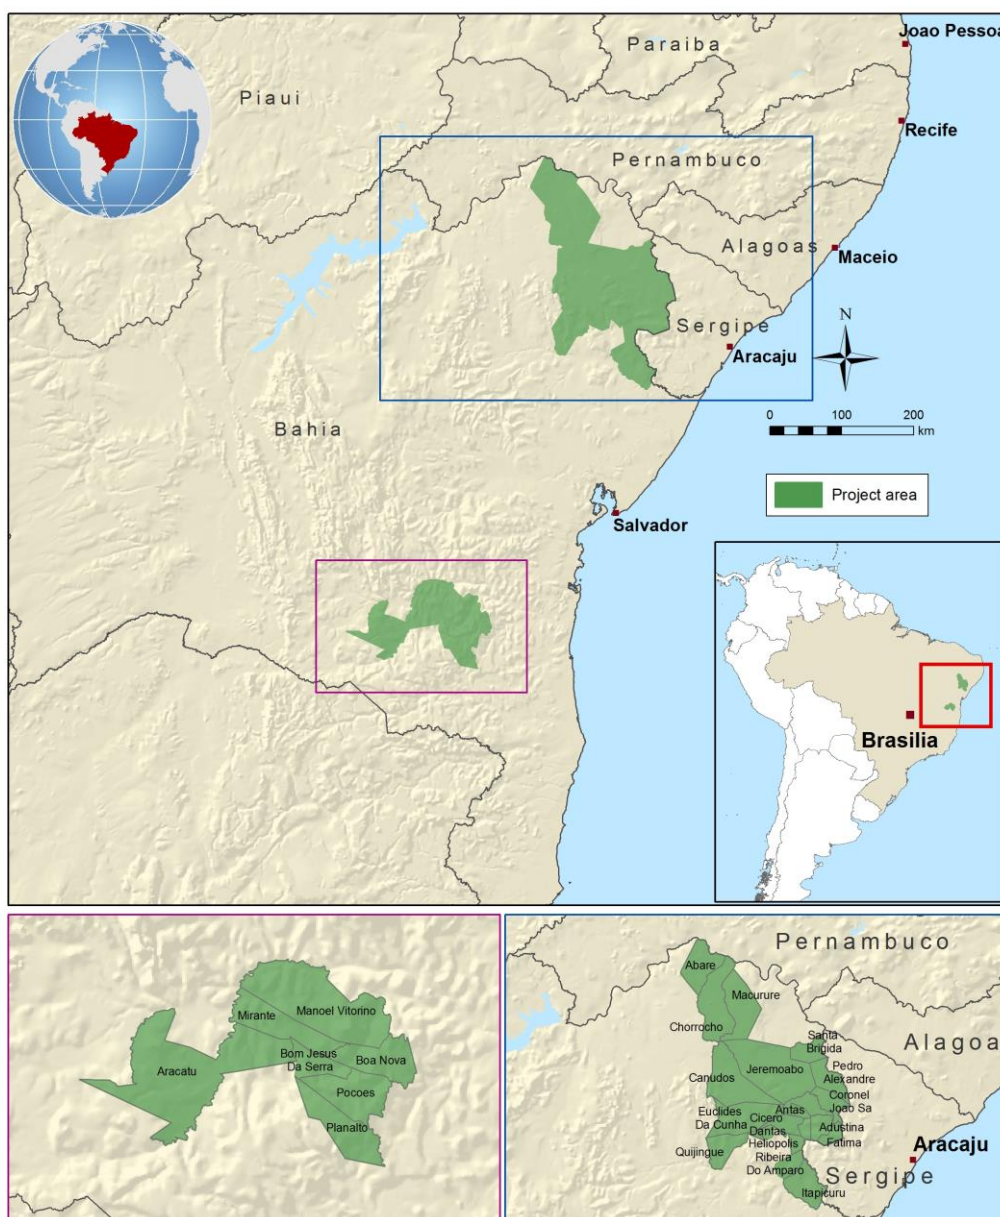 Joao Pessoa
Paraiba
Piaui
Recife
Pernambuco
Alagoas
Maceio
N
Sergipe
Aracaju
0 100 200
km
Bahia
Project area
Salvador
Brasilia
Manoel Vitorino
Mirante
Bom Jesus
Da Serra
Boa Nova
Aracatu
Pocoes
Planalto
Pernambuco
Abare
Macurure
Chorrocho
Santa
Brigida
Alagoa
Jeremoabo
Pedro
Alexandre
Canudos
Coronel
Joao Sa
Antas
Euclides
Da Cunha
Cicero
Dantas
Adustina
Fatima
Heliopolis
Quijingue
Ribeira
Do Amparo
Aracaju
Sergipe
Itapicuru